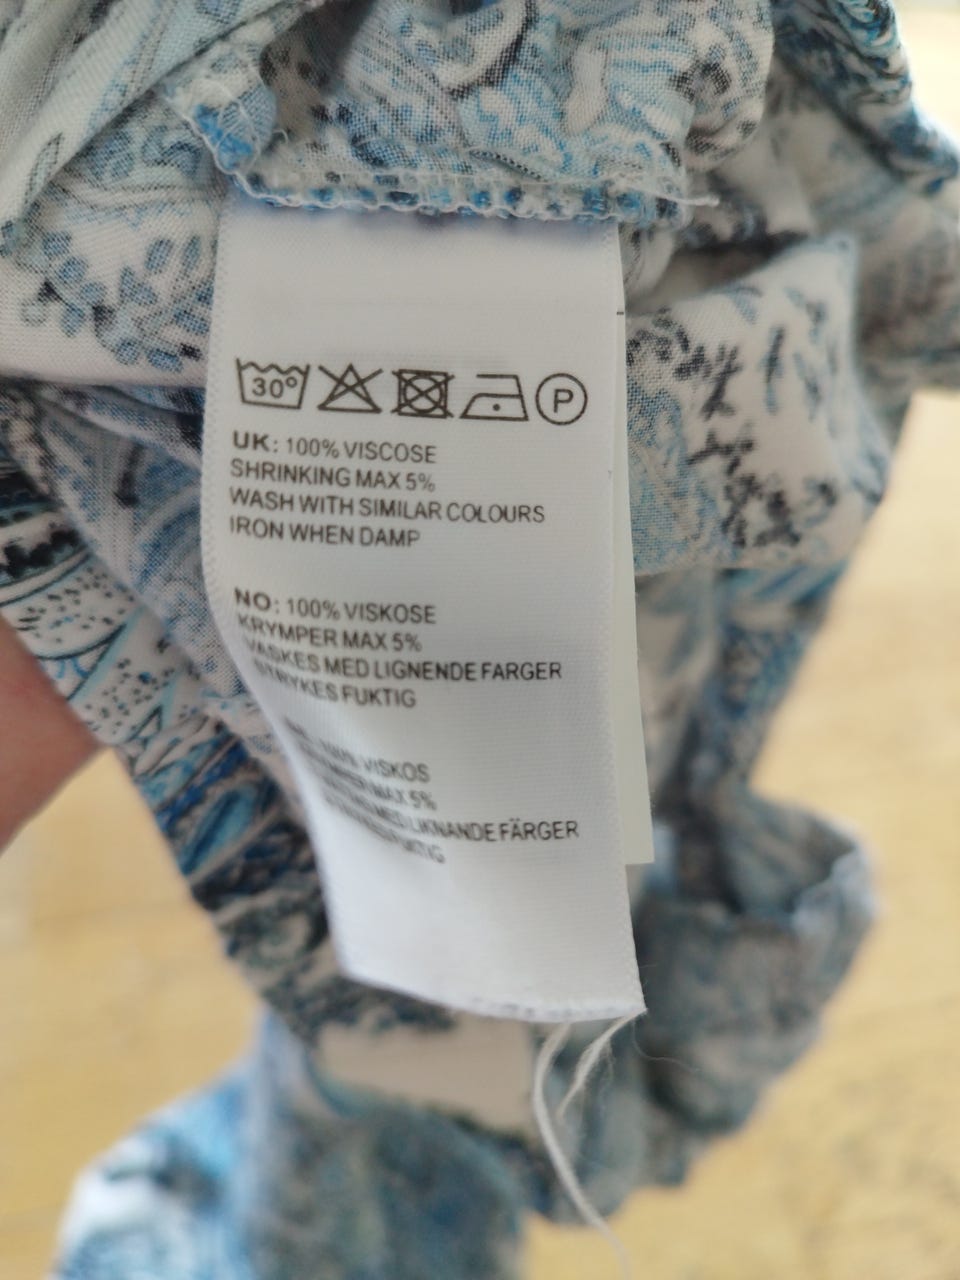 30° P
UK: 100% VISCOSE
SHRINKING MAX 5%
WASH WITH SIMILAR COLOURS
IRON WHEN DAMP
NO: 100% VISKOSE
KRYMPER MAX 5%
VASKES MED LIGNENDE FARGER
STRYKES FUKTIG
VISKOS
MAX 5%
MED LIKNANDE FÄRGER
FUKTIG